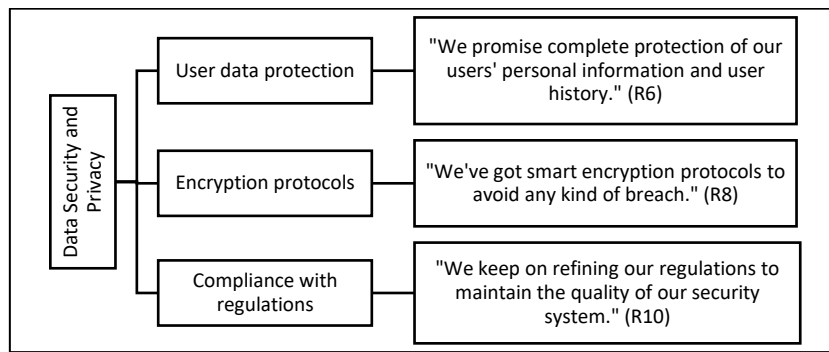 Data Security and
Privacy
User data protection
"We promise complete protection of our
users' personal information and user
history." (R6)
Encryption protocols
"We've got smart encryption protocols to
avoid any kind of breach." (R8)
Compliance with
regulations
"We keep on refining our regulations to
maintain the quality of our security
system." (R10)